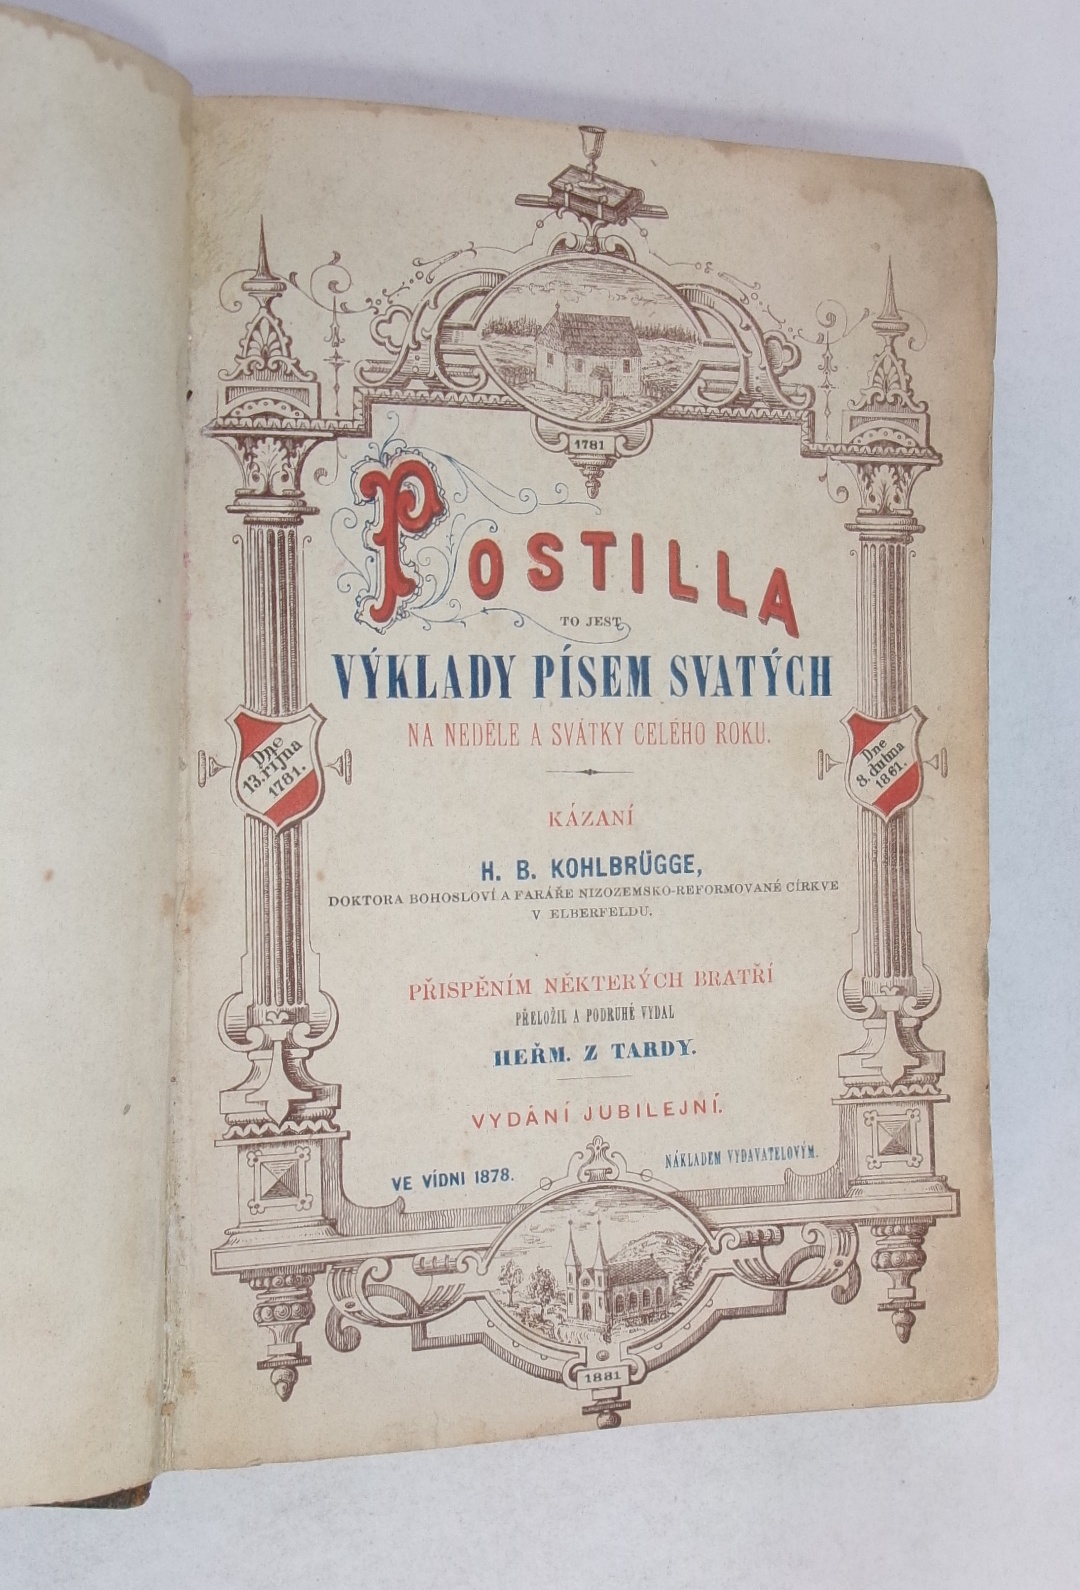 1781
POSTILLA
TO JEST
VÝKLADY PÍSEM SVATÝCH
NA NEDĚLE A SVÁTKY CELÉHO ROKU.
Dne
13. října
1781.
Dne
8. dubna
1861.
KÁZANÍ
H. B. KOHLBRÜGGE,
DOKTORA BOHOSLOVÍ A FARÁŘE NIZOZEMSKO-REFORMOVANÉ CÍRKVE
V ELBERFELDU.
PŘISPĚNÍM NĚKTERÝCH BRATŘÍ
PŘELOŽIL A PODRUHÉ VYDAL
HEŘM. Z TARDY.
VYDÁNÍ JUBILEJNÍ.
VE VÍDNI 1878.
NÁKLADEM VYDAVATELOVÝM.
1881